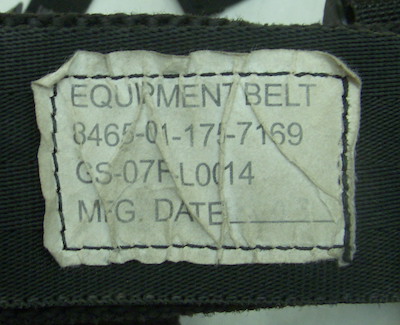 EQUIPMENT BELT
8465-01-175-7169
GS-07F-L0014
MFG. DATE